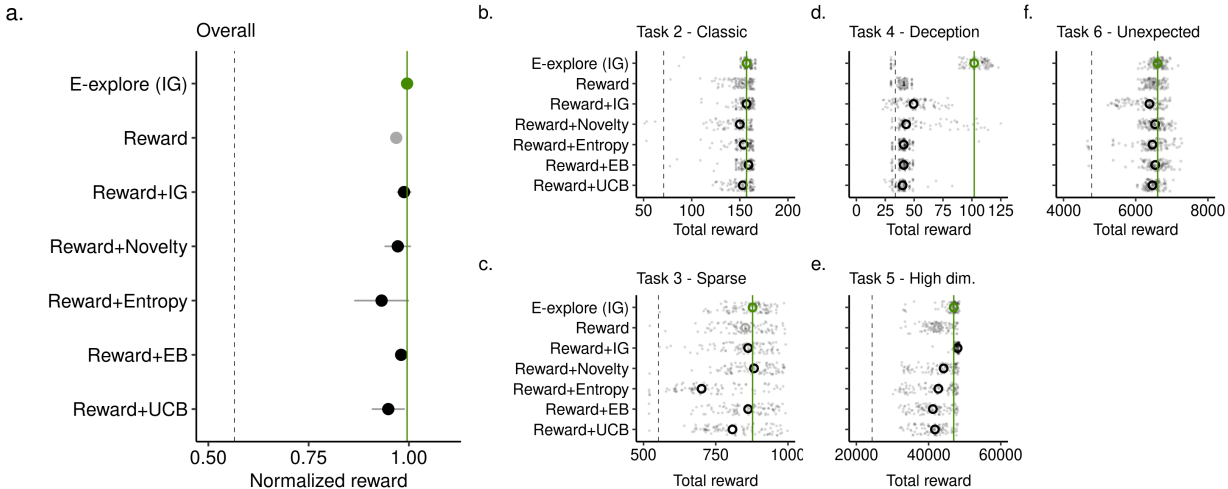 a.
Overall
E-explore (IG)
Reward
Reward+IG
Reward+Novelty
Reward+Entropy
Reward+EB
Reward+UCB
0.50 0.75 1.00
Normalized reward
b.
Task 2 - Classic
E-explore (IG)
Reward
Reward+IG
Reward+Novelty
Reward+Entropy
Reward+EB
Reward+UCB
50 100 150 200
Total reward
c.
Task 3 - Sparse
E-explore (IG)
Reward
Reward+IG
Reward+Novelty
Reward+Entropy
Reward+EB
Reward+UCB
500 750 1000
Total reward
d.
Task 4 - Deception
0 25 50 75 100 125
Total reward
e.
Task 5 - High dim.
20000 40000 60000
Total reward
f.
Task 6 - Unexpected
4000 6000 8000
Total reward